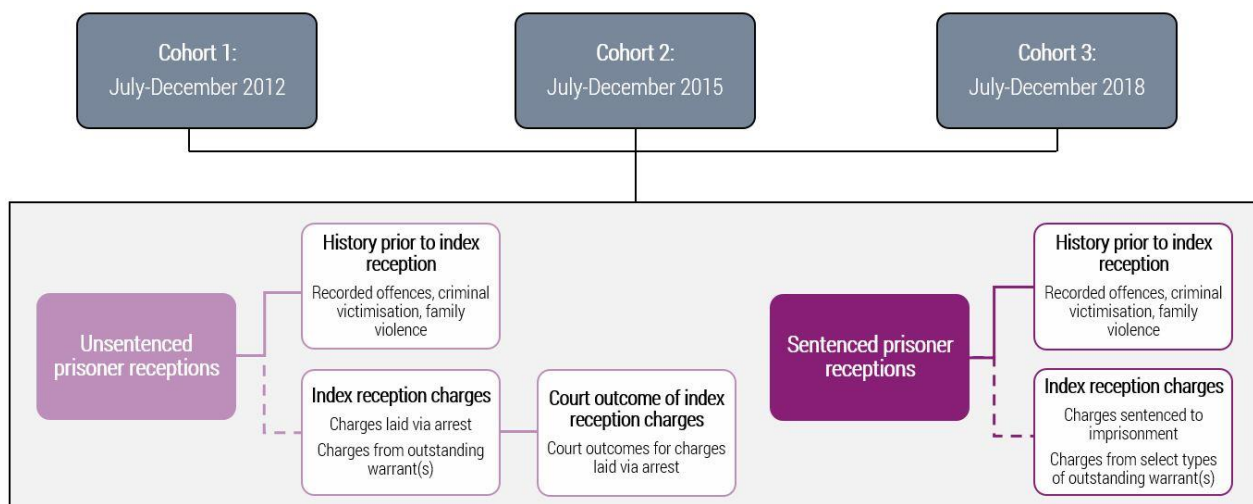 Cohort 1:
July-December 2012
Cohort 2:
July-December 2015
Cohort 3:
July-December 2018
Unsentenced
prisoner receptions
History prior to index
reception
Recorded offences, criminal
victimisation, family
violence
Index reception charges
Charges laid via arrest
Charges from outstanding
warrant(s)
Court outcome of index
reception charges
Court outcomes for charges
laid via arrest
Sentenced prisoner
receptions
History prior to index
reception
Recorded offences, criminal
victimisation, family
violence
Index reception charges
Charges sentenced to
imprisonment
Charges from select types
of outstanding warrant(s)